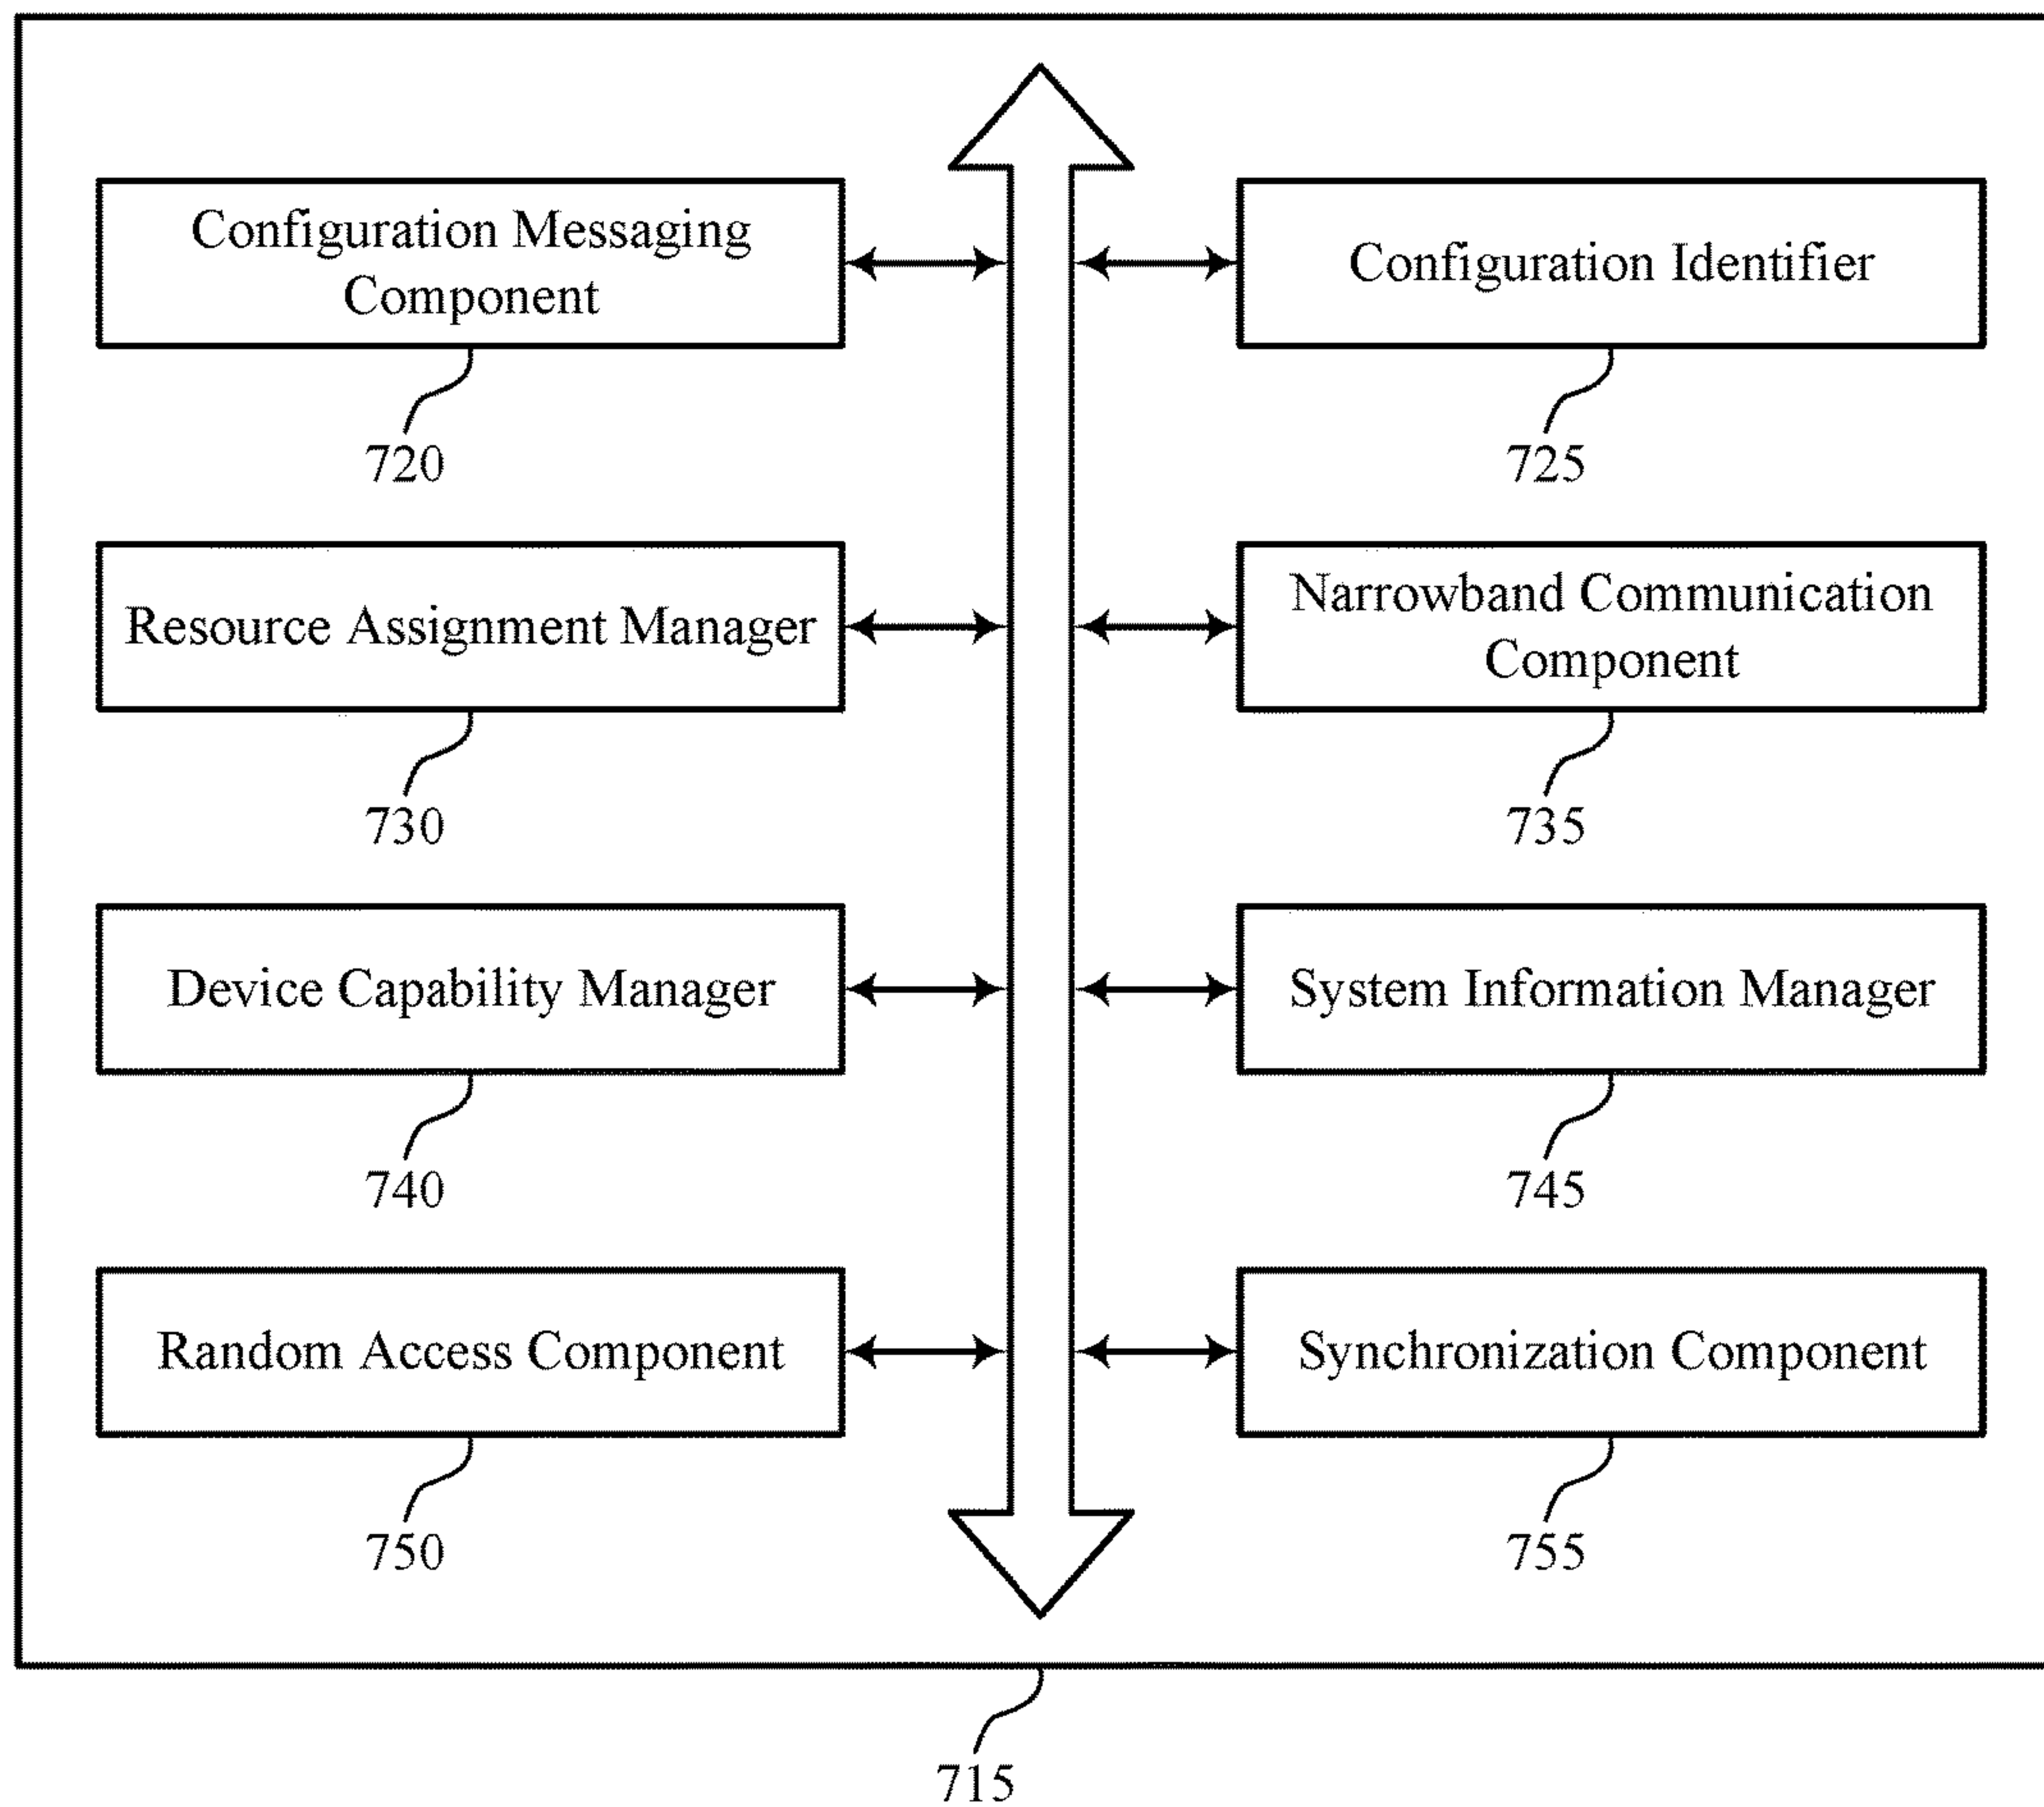 Configuration Messaging
Component
720
Configuration Identifier
725
Resource Assignment Manager
730
Narrowband Communication
Component
735
Device Capability Manager
740
System Information Manager
745
Random Access Component
750
Synchronization Component
755
715